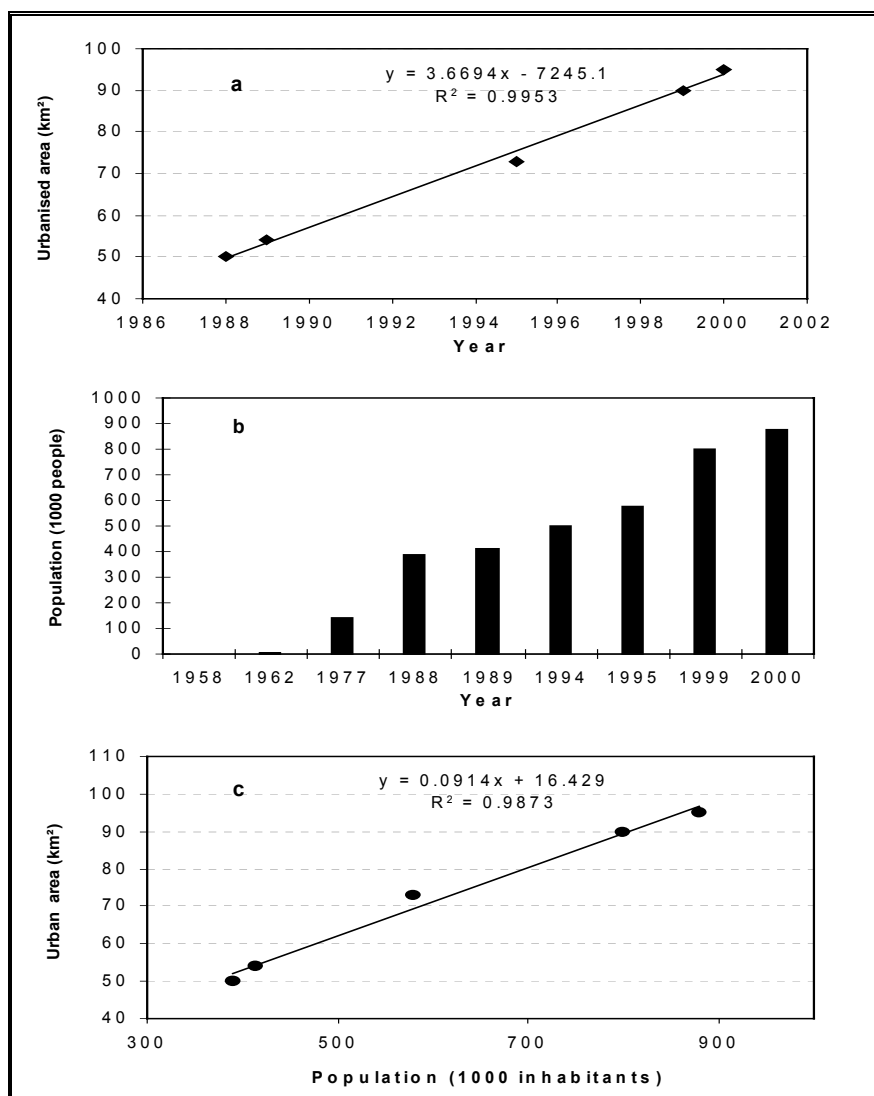 a
y = 3.6694x - 7245.1
R² = 0.9953
Urbanised area (km²)
100
90
80
70
60
50
40
1986 1988 1990 1992 1994 1996 1998 2000 2002
Year
b
Population (1000 people)
1000
900
800
700
600
500
400
300
200
100
0
1958 1962 1977 1988 1989 1994 1995 1999 2000
Year
c
y = 0.0914x + 16.429
R² = 0.9873
Urban area (km²)
110
100
90
80
70
60
50
40
300 500 700 900
Population (1000 inhabitants)